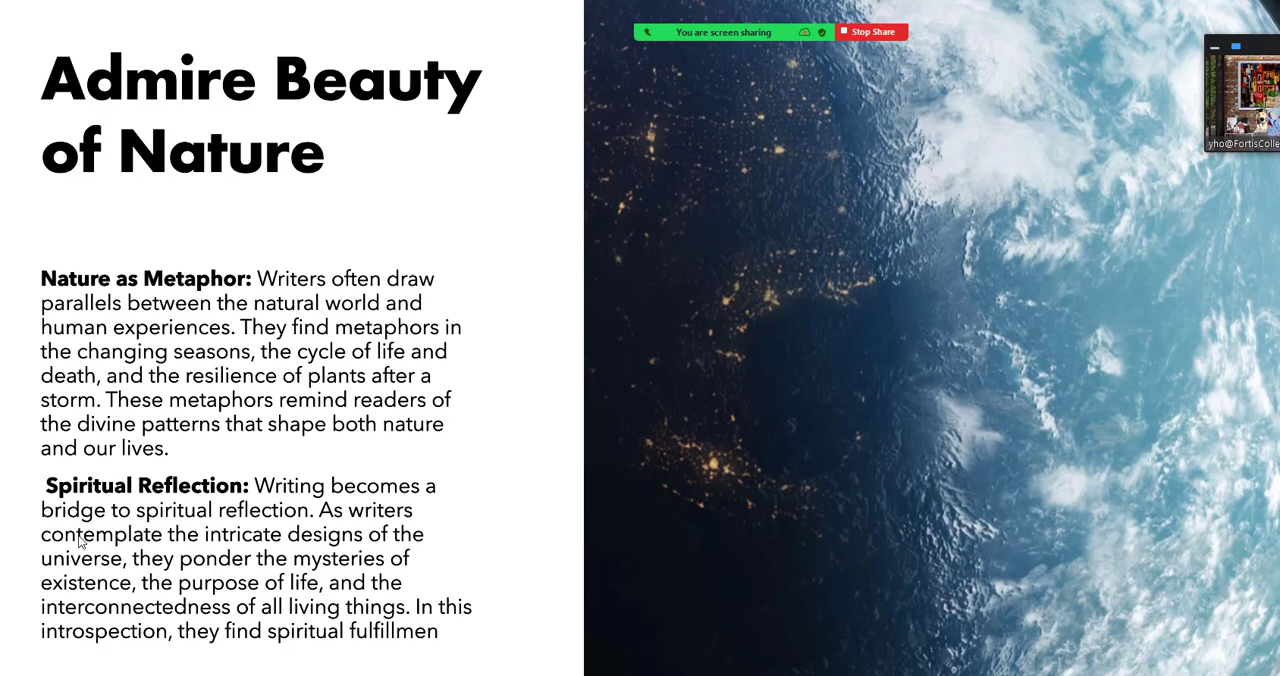 You are screen sharing
Stop Share
Admire Beauty
of Nature
Nature as Metaphor: Writers often draw
parallels between the natural world and
human experiences. They find metaphors in
the changing seasons, the cycle of life and
death, and the resilience of plants after a
storm. These metaphors remind readers of
the divine patterns that shape both nature
and our lives.
Spiritual Reflection: Writing becomes a
bridge to spiritual reflection. As writers
contemplate the intricate designs of the
universe, they ponder the mysteries of
existence, the purpose of life, and the
interconnectedness of all living things. In this
introspection, they find spiritual fulfillmen
yho@FortisColle